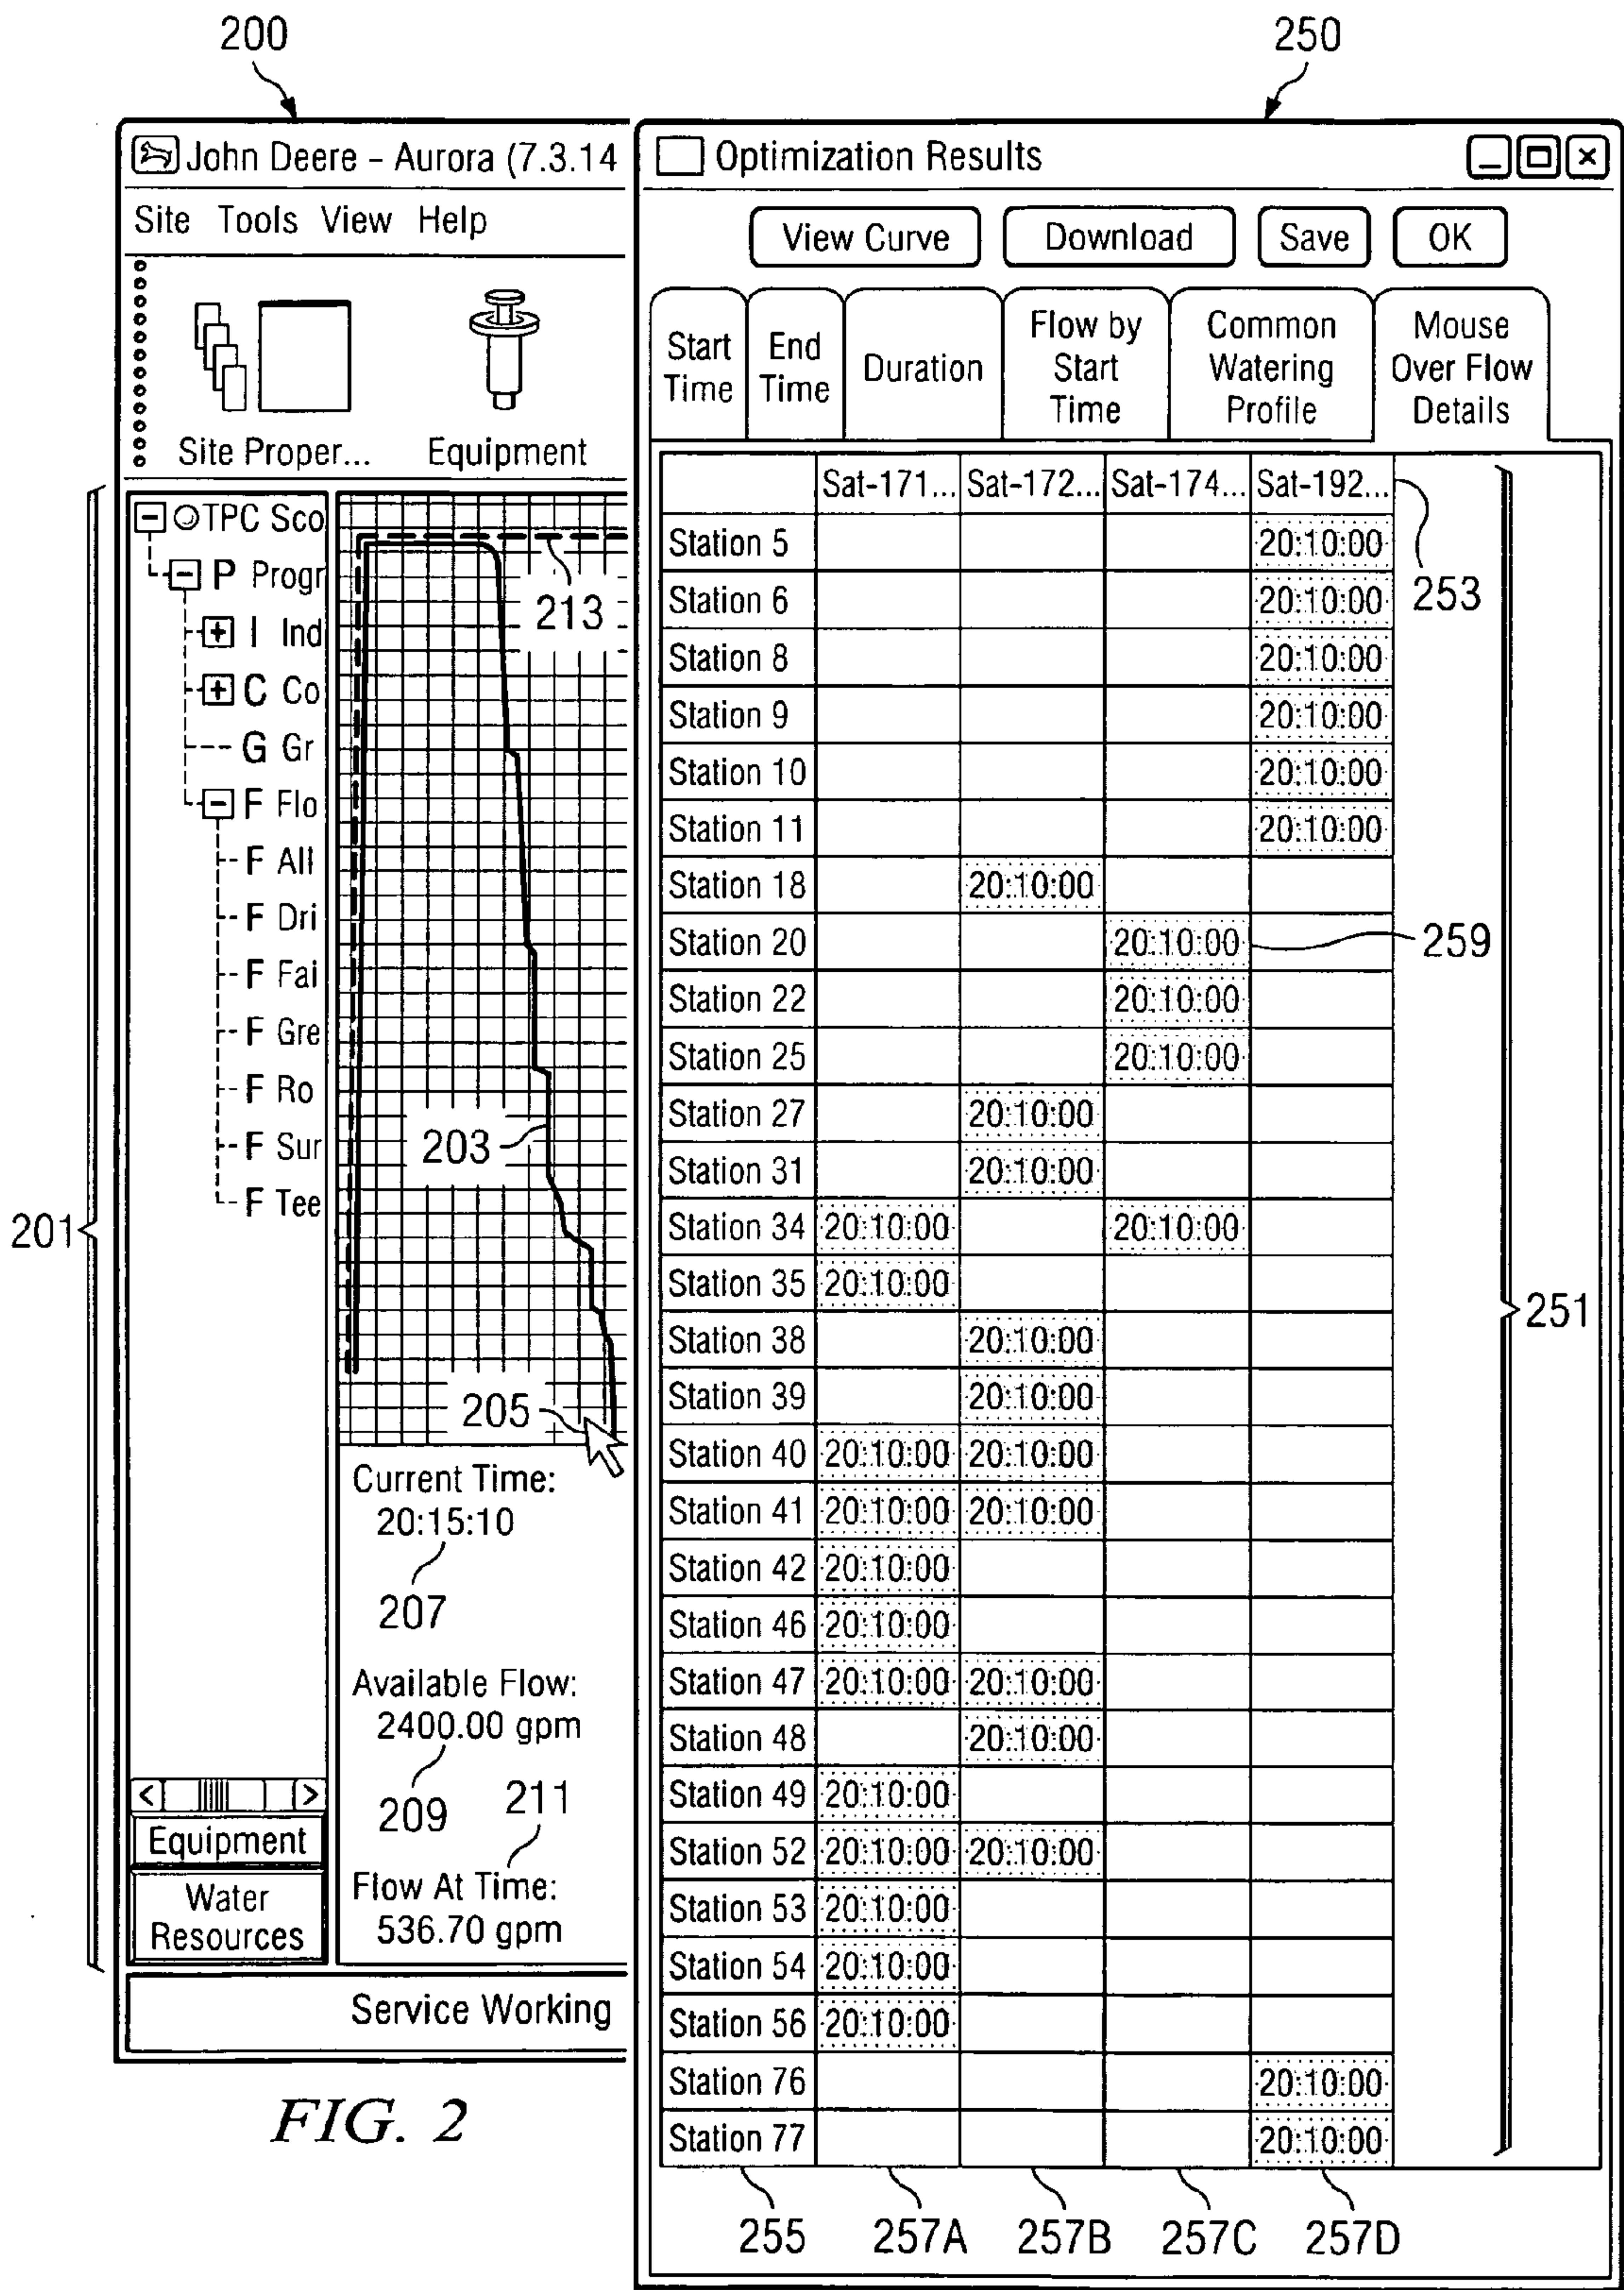 200
250
John Deere - Aurora (7.3.14
Site Tools View Help
Site Proper...
Equipment
TPC Sco
P Progr
I Ind
C Co
G Gr
F Flo
F All
F Dri
F Fai
F Gre
F Ro
F Sur
F Tee
201
213
203
205
Current Time:
20:15:10
207
Available Flow:
2400.00 gpm
209
211
Flow At Time:
536.70 gpm
Equipment
Water
Resources
Service Working
FIG. 2
Optimization Results
View Curve Download Save OK
Start
Time
End
Time
Duration
Flow by
Start
Time
Common
Watering
Profile
Mouse
Over Flow
Details
Sat-171... Sat-172... Sat-174... Sat-192...
253
Station 5 20:10:00
Station 6 20:10:00
Station 8 20:10:00
Station 9 20:10:00
Station 10 20:10:00
Station 11 20:10:00
Station 18 20:10:00
Station 20 20:10:00
259
Station 22 20:10:00
Station 25 20:10:00
Station 27 20:10:00
Station 31 20:10:00
Station 34 20:10:00 20:10:00
Station 35 20:10:00
251
Station 38 20:10:00
Station 39 20:10:00
Station 40 20:10:00 20:10:00
Station 41 20:10:00 20:10:00
Station 42 20:10:00
Station 46 20:10:00
Station 47 20:10:00 20:10:00
Station 48 20:10:00
Station 49 20:10:00
Station 52 20:10:00 20:10:00
Station 53 20:10:00
Station 54 20:10:00
Station 56 20:10:00
Station 76 20:10:00
Station 77 20:10:00
255 257A 257B 257C 257D